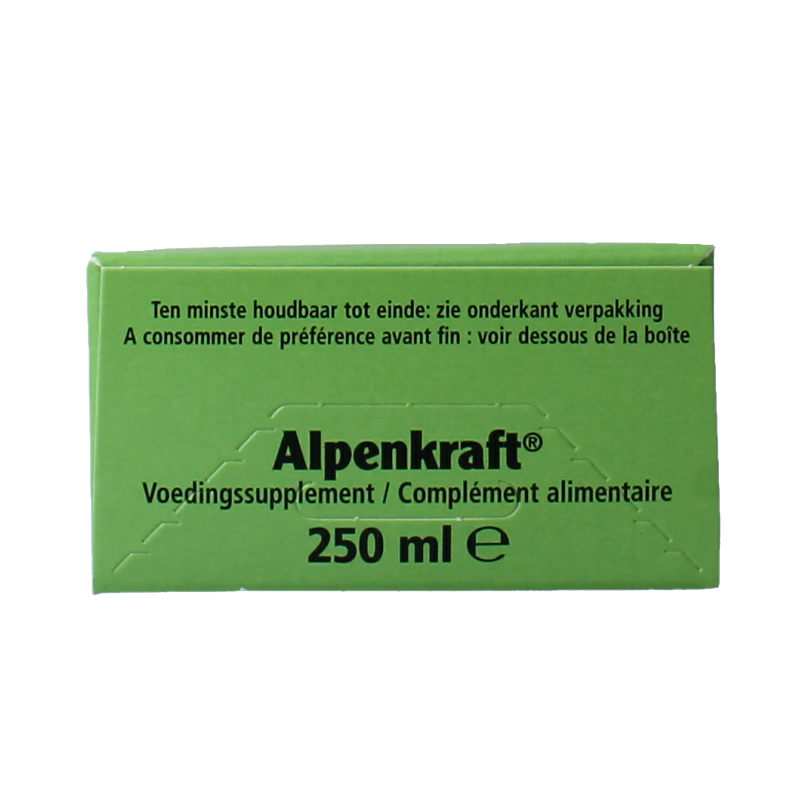 Ten minste houdbaar tot einde: zie onderkant verpakking
A consommer de préférence avant fin : voir dessous de la boîte
Alpenkraft®
Voedingssupplement / Complément alimentaire
250 ml ℮